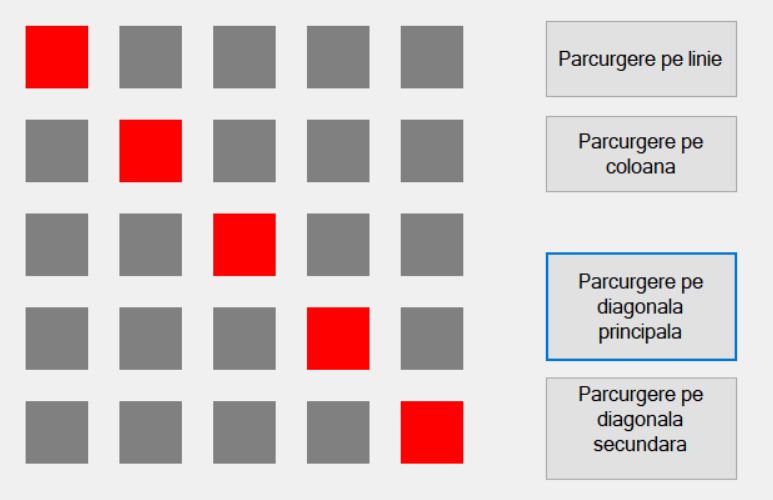 Parcurgere pe linie
Parcurgere pe
coloana
Parcurgere pe
diagonala
principala
Parcurgere pe
diagonala
secundara